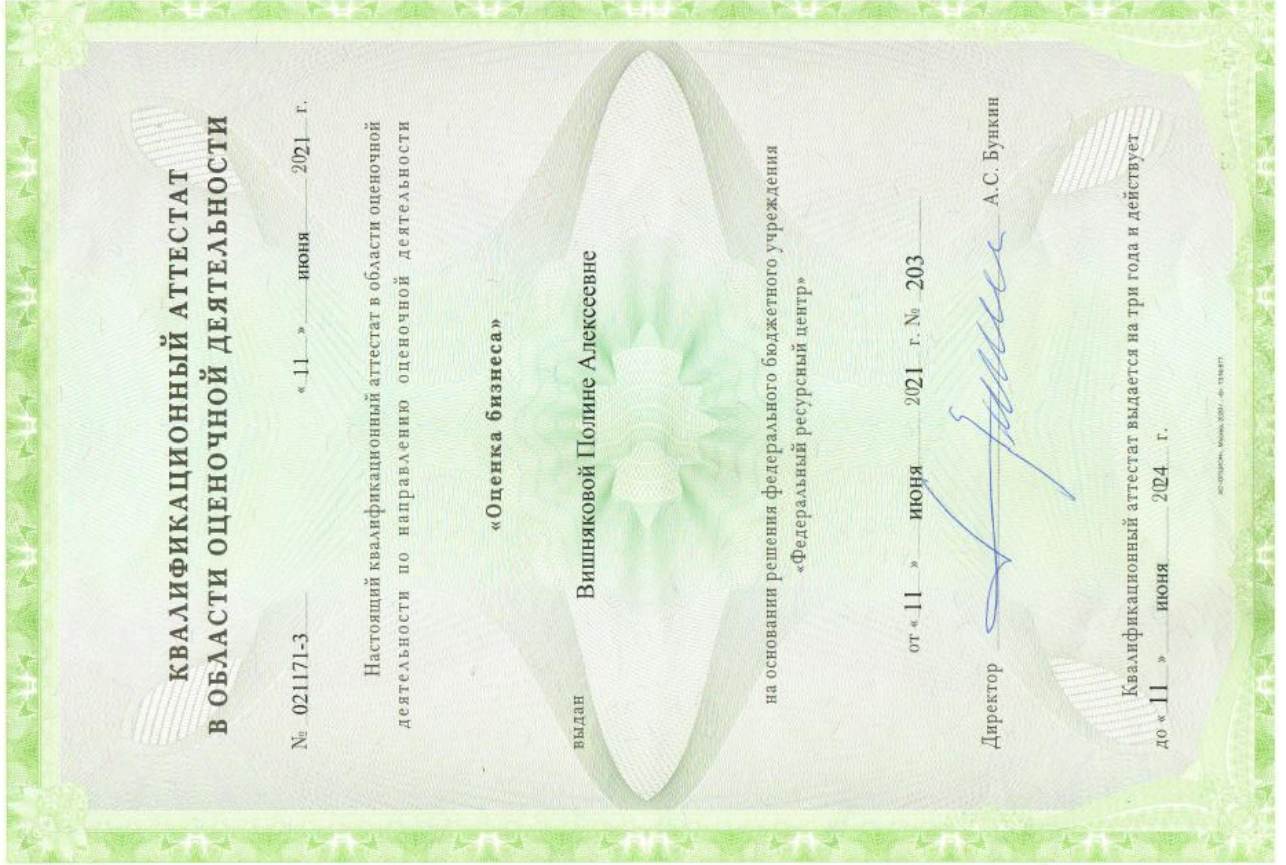 КВАЛИФИКАЦИОННЫЙ АТТЕСТАТ
В ОБЛАСТИ ОЦЕНОЧНОЙ ДЕЯТЕЛЬНОСТИ
№ 021171-3 « 11 » июня 2021 г.
Настоящий квалификационный аттестат в области оценочной
деятельности по направлению оценочной деятельности
«Оценка бизнеса»
выдан Вишняковой Полине Алексеевне
на основании решения федерального бюджетного учреждения
«Федеральный ресурсный центр»
от « 11 » июня 2021 г. № 203
Директор А.С. Бункин
Квалификационный аттестат выдается на три года и действует
до « 11 » июня 2024 г.